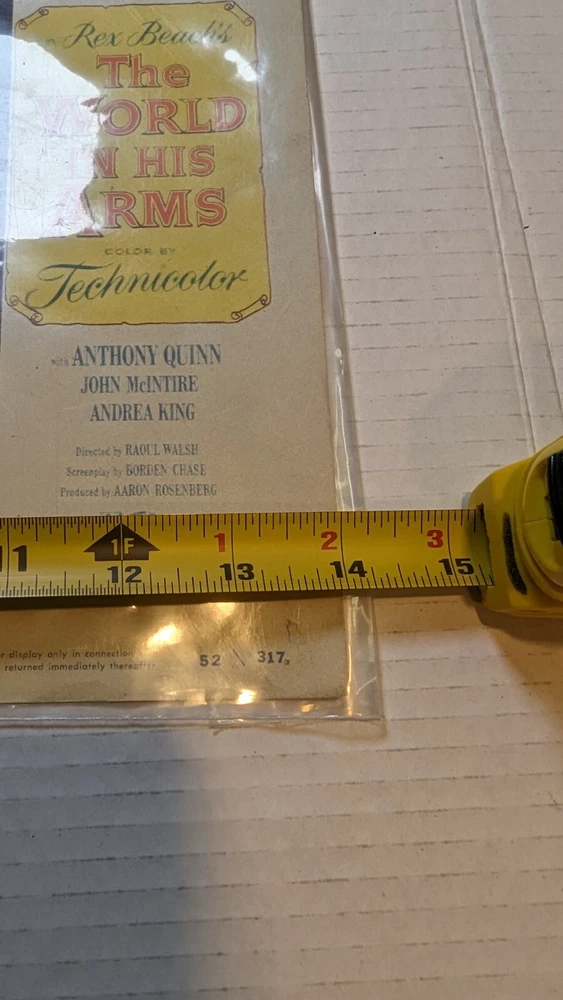 Rex Beach's
The
WORLD
IN HIS
ARMS
COLOR BY
Technicolor
with ANTHONY QUINN
JOHN McINTIRE
ANDREA KING
Directed by RAOUL WALSH
Screenplay by BORDEN CHASE
Produced by AARON ROSENBERG
1F 1 2 3
11 12 13 14 15
display only in connection
returned immediately thereafter
52 317